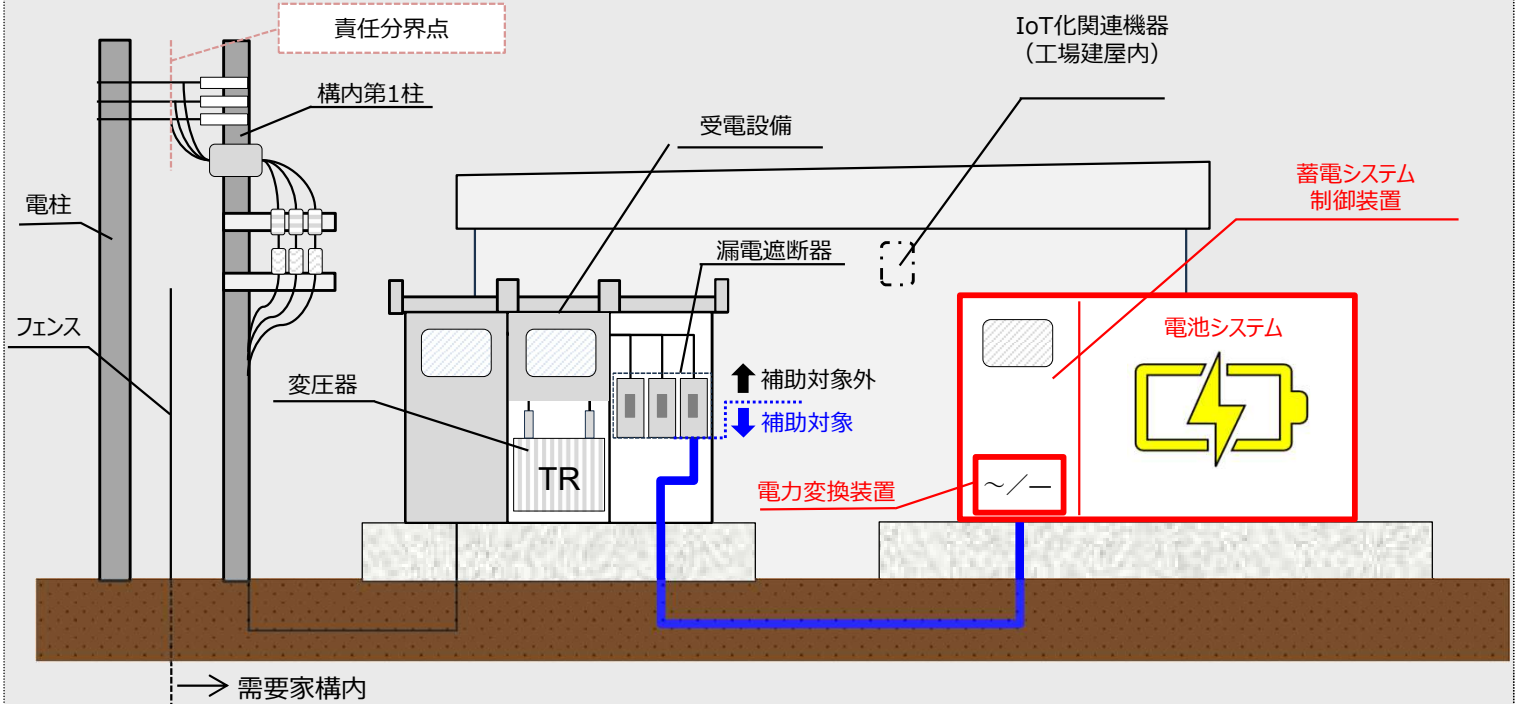 責任分界点
IoT化関連機器
（工場建屋内）
構内第1柱
受電設備
蓄電システム
制御装置
電柱
漏電遮断器
フェンス
電池システム
変圧器
補助対象外
補助対象
TR
電力変換装置
～／―
需要家構内